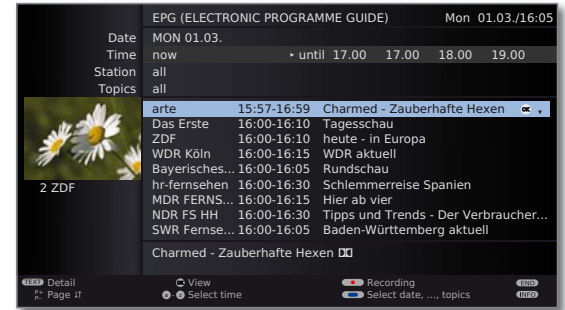 EPG (ELECTRONIC PROGRAMME GUIDE) Mon 01.03./16:05
Date MON 01.03.
Time now ▸ until 17.00 17.00 18.00 19.00
Station all
Topics all
arte 15:57-16:59 Charmed - Zauberhafte Hexen OK
Das Erste 16:00-16:10 Tagesschau
ZDF 16:00-16:10 heute - in Europa
WDR Köln 16:00-16:15 WDR aktuell
Bayerisches... 16:00-16:05 Rundschau
hr-fernsehen 16:00-16:30 Schlemmerreise Spanien
MDR FERNS... 16:00-16:15 Hier ab vier
NDR FS HH 16:00-16:30 Tipps und Trends - Der Verbraucher...
SWR Fernse... 16:00-16:05 Baden-Württemberg aktuell
2 ZDF
Charmed - Zauberhafte Hexen
TEXT Detail OK View Recording END
P+ P- Page Select time Select date, ..., topics INFO